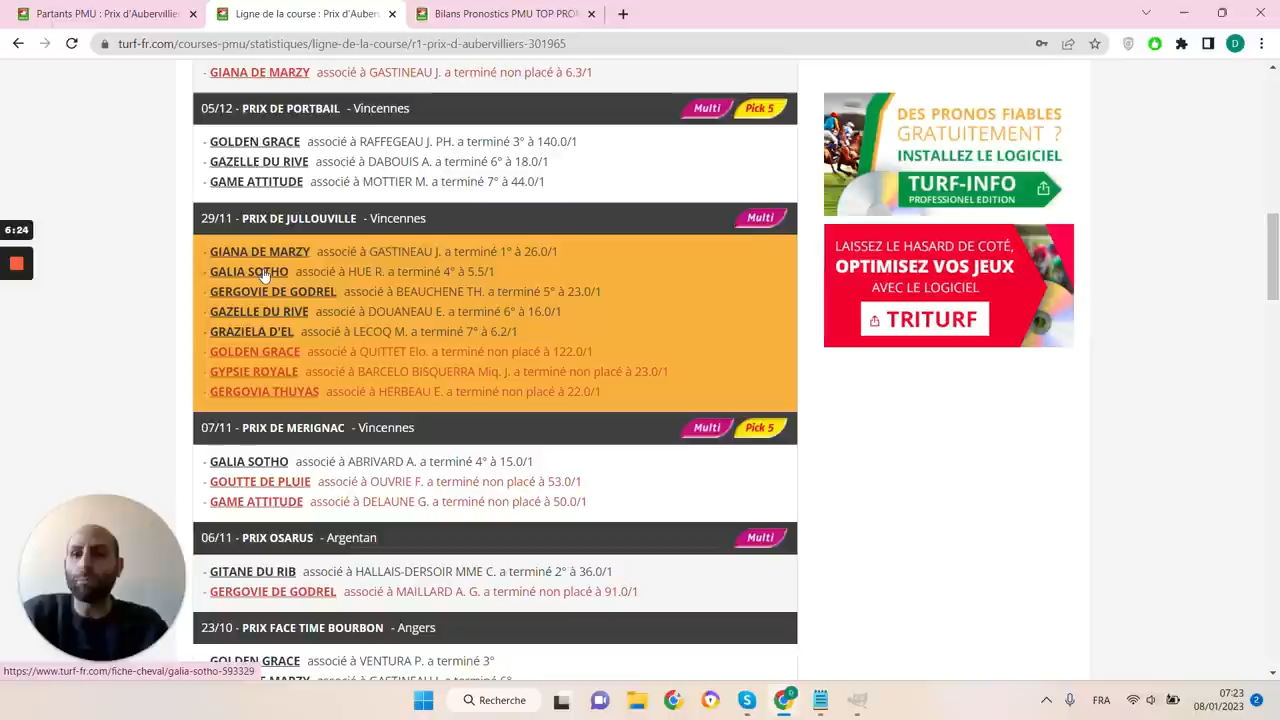 Partants PMU : Prix d'Aubervillie
Ligne de la course : Prix d'Auber
Bilans Pronostics PMU TOP PRO
turf-fr.com/courses-pmu/statistiques/ligne-de-la-course/r1-prix-aubervilliers-301965
D
- GIANA DE MARZY associé à GASTINEAU J. a terminé non placé à 6.3/1
05/12 - PRIX DE PORTBAIL - Vincennes Multi Pick 5
- GOLDEN GRACE associé à RAFFEGEAU J. PH. a terminé 3° à 140.0/1
- GAZELLE DU RIVE associé à DABOUIS A. a terminé 6° à 18.0/1
- GAME ATTITUDE associé à MOTTIER M. a terminé 7° à 44.0/1
29/11 - PRIX DE JULLOUVILLE - Vincennes Multi
- GIANA DE MARZY associé à GASTINEAU J. a terminé 1° à 26.0/1
- GALIA SOTHO associé à HUE R. a terminé 4° à 5.5/1
- GERGOVIE DE GODREL associé à BEAUCHENE TH. a terminé 5° à 23.0/1
- GAZELLE DU RIVE associé à DOUANEAU E. a terminé 6° à 16.0/1
- GRAZIELA D'EL associé à LECOQ M. a terminé 7° à 6.2/1
- GOLDEN GRACE associé à QUITTET Elo. a terminé non placé à 122.0/1
- GYPSIE ROYALE associé à BARCELO BISQUERRA Miq. J. a terminé non placé à 23.0/1
- GERGOVIA THUYAS associé à HERBEAU E. a terminé non placé à 22.0/1
07/11 - PRIX DE MERIGNAC - Vincennes Multi Pick 5
- GALIA SOTHO associé à ABRIVARD A. a terminé 4° à 15.0/1
- GOUTTE DE PLUIE associé à OUVRIE F. a terminé non placé à 53.0/1
- GAME ATTITUDE associé à DELAUNE G. a terminé non placé à 50.0/1
06/11 - PRIX OSARUS - Argentan Multi
- GITANE DU RIB associé à HALLAIS-DERSOIR MME C. a terminé 2° à 36.0/1
- GERGOVIE DE GODREL associé à MAILLARD A. G. a terminé non placé à 91.0/1
23/10 - PRIX FACE TIME BOURBON - Angers
GOLDEN GRACE associé à VENTURA P. a terminé 3°
MARZY associé à GASTINEAU J. a terminé 6°
DES PRONOS FIABLES
GRATUITEMENT ?
INSTALLEZ LE LOGICIEL
TURF-INFO
PROFESSIONEL EDITION
LAISSEZ LE HASARD DE COTÉ,
OPTIMISEZ VOS JEUX
AVEC LE LOGICIEL
TRITURF
6:24
https://www.turf-fr.com/fiche-cheval/galia-sotho-593329
Recherche
FRA
07:23
08/01/2023
2